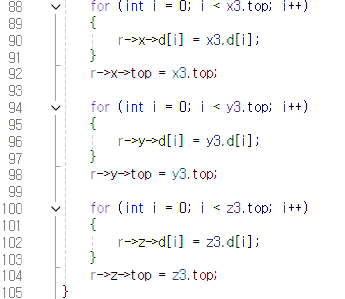 88 for (int i = 0; i < x3.top; i++)
89 {
90 r->x->d[i] = x3.d[i];
91 }
92 r->x->top = x3.top;
93
94 for (int i = 0; i < y3.top; i++)
95 {
96 r->y->d[i] = y3.d[i];
97 }
98 r->y->top = y3.top;
99
100 for (int i = 0; i < z3.top; i++)
101 {
102 r->z->d[i] = z3.d[i];
103 }
104 r->z->top = z3.top;
105 }